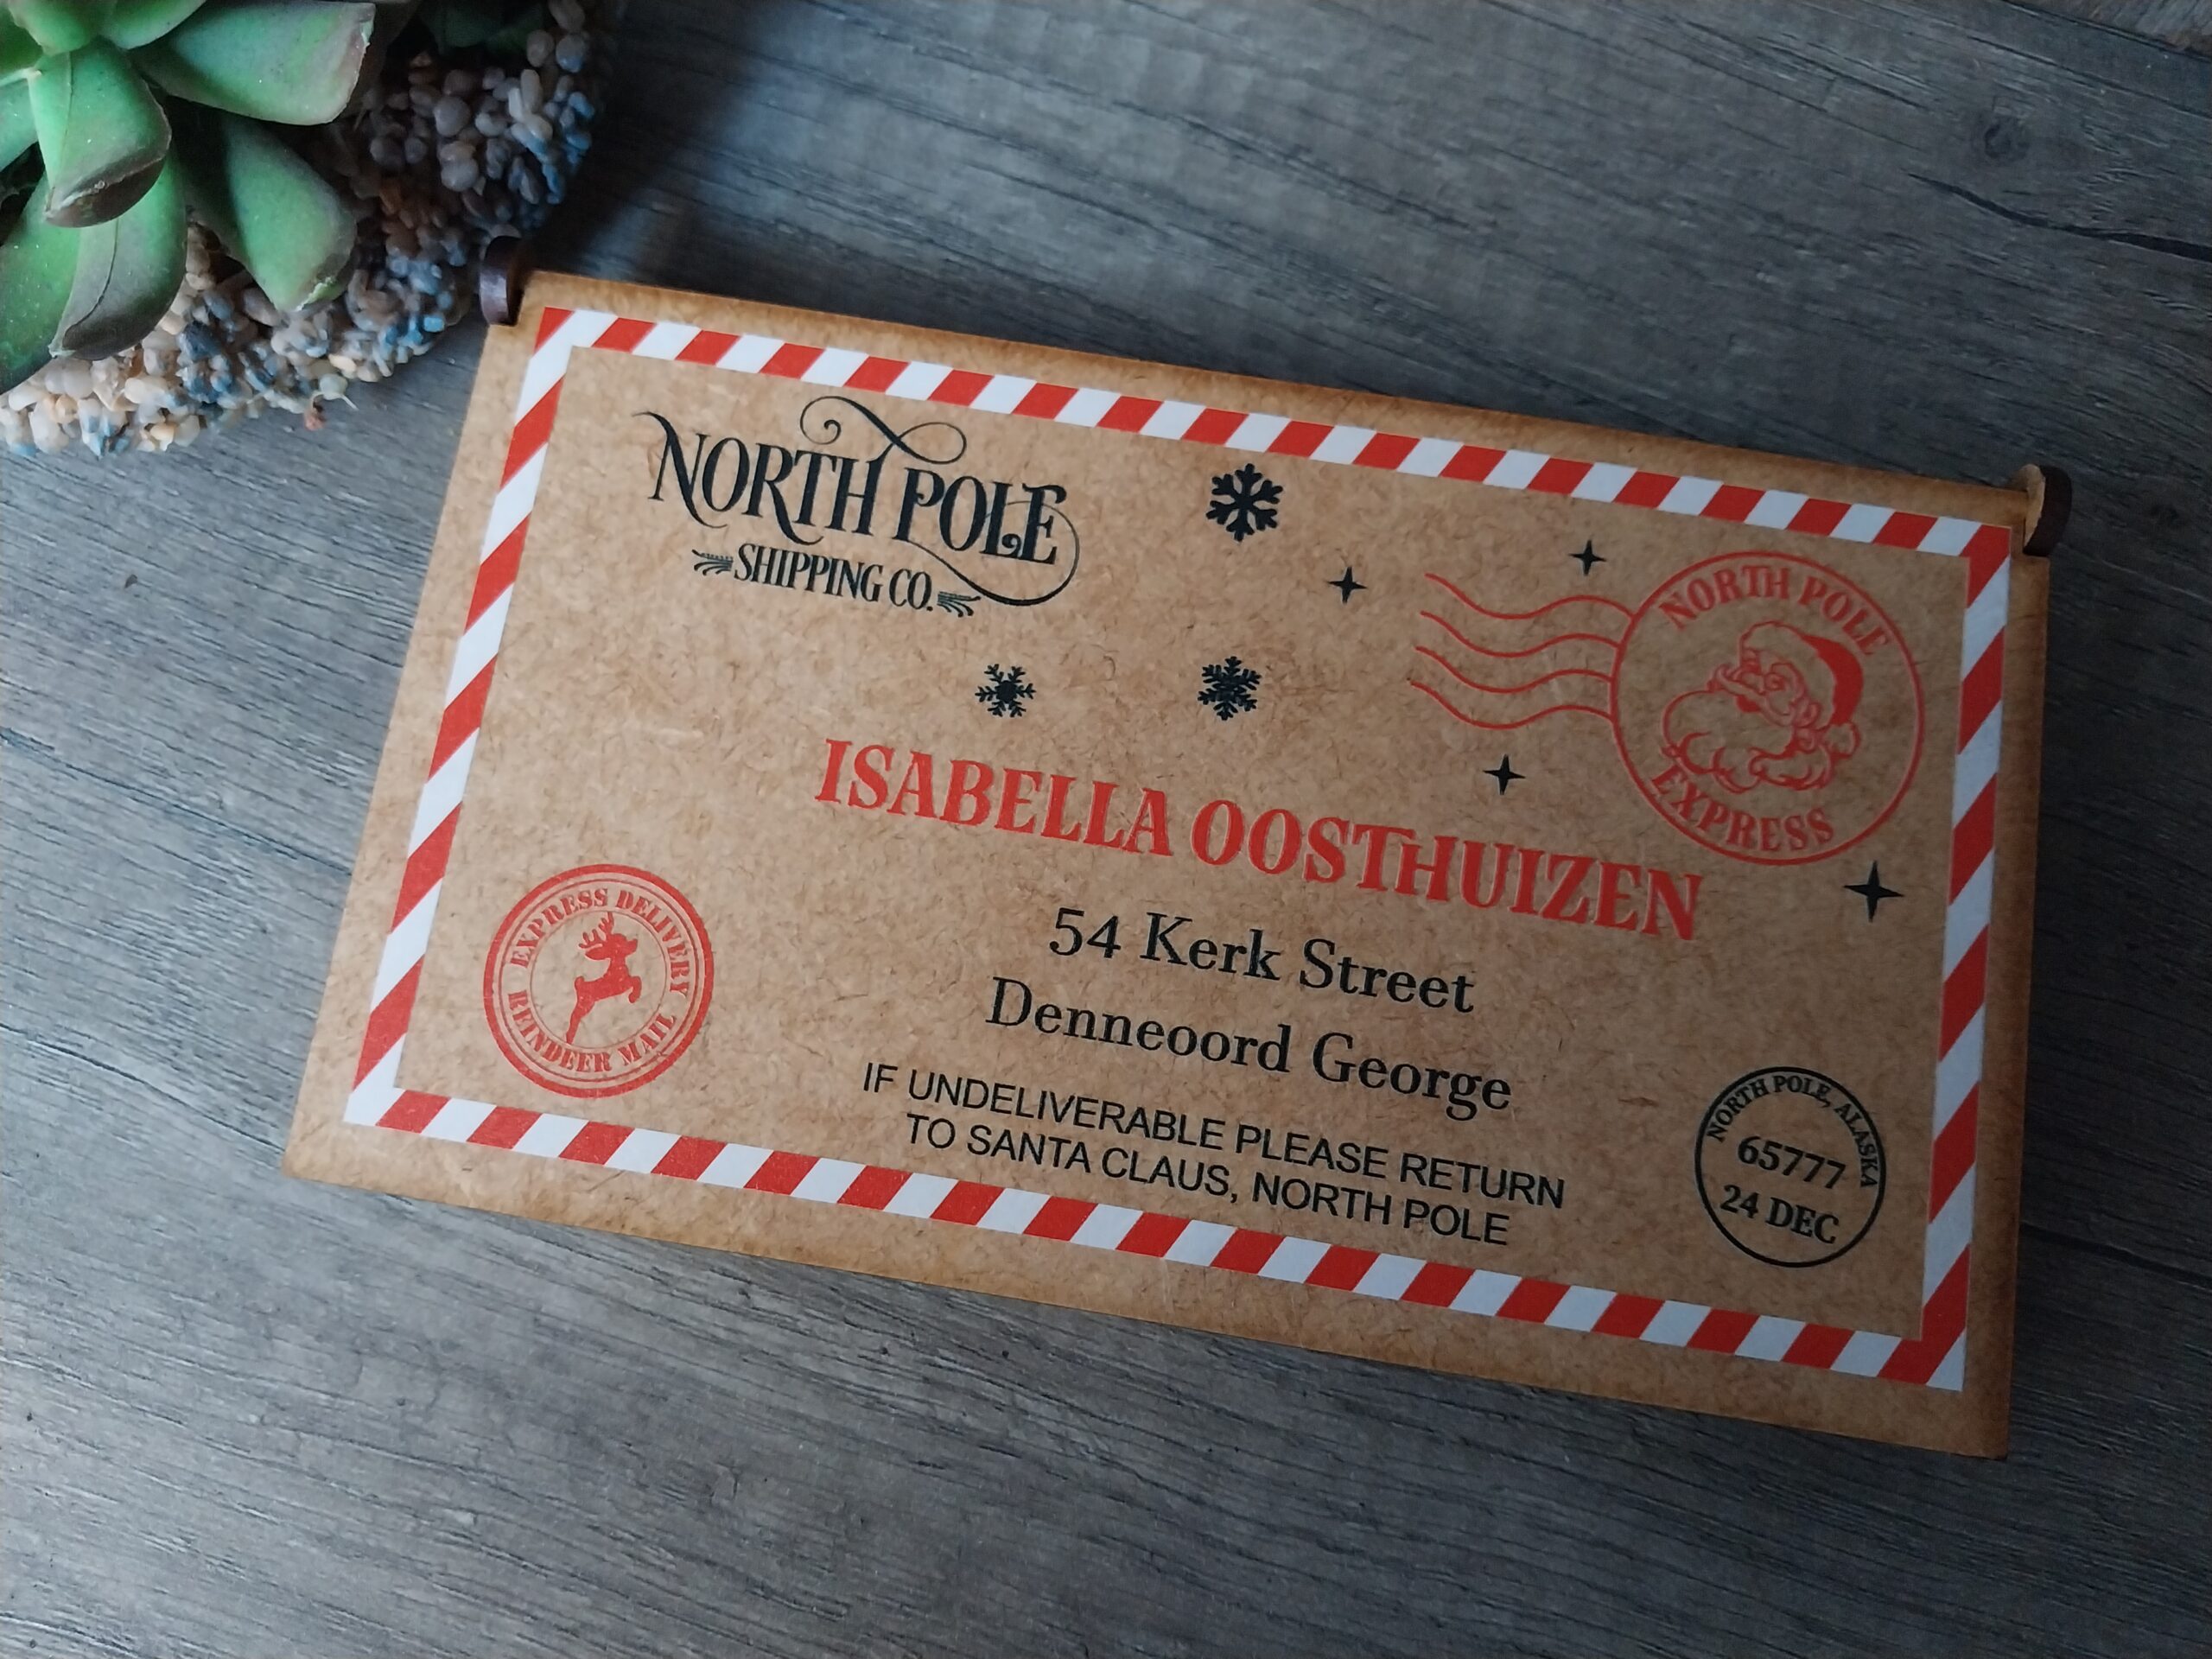 NORTH POLE
SHIPPING CO.
NORTH POLE
EXPRESS
ISABELLA OOSTHUIZEN
54 Kerk Street
Denneoord George
EXPRESS DELIVERY
REINDEER MAIL
IF UNDELIVERABLE PLEASE RETURN
TO SANTA CLAUS, NORTH POLE
NORTH POLE, ALASKA
65777
24 DEC